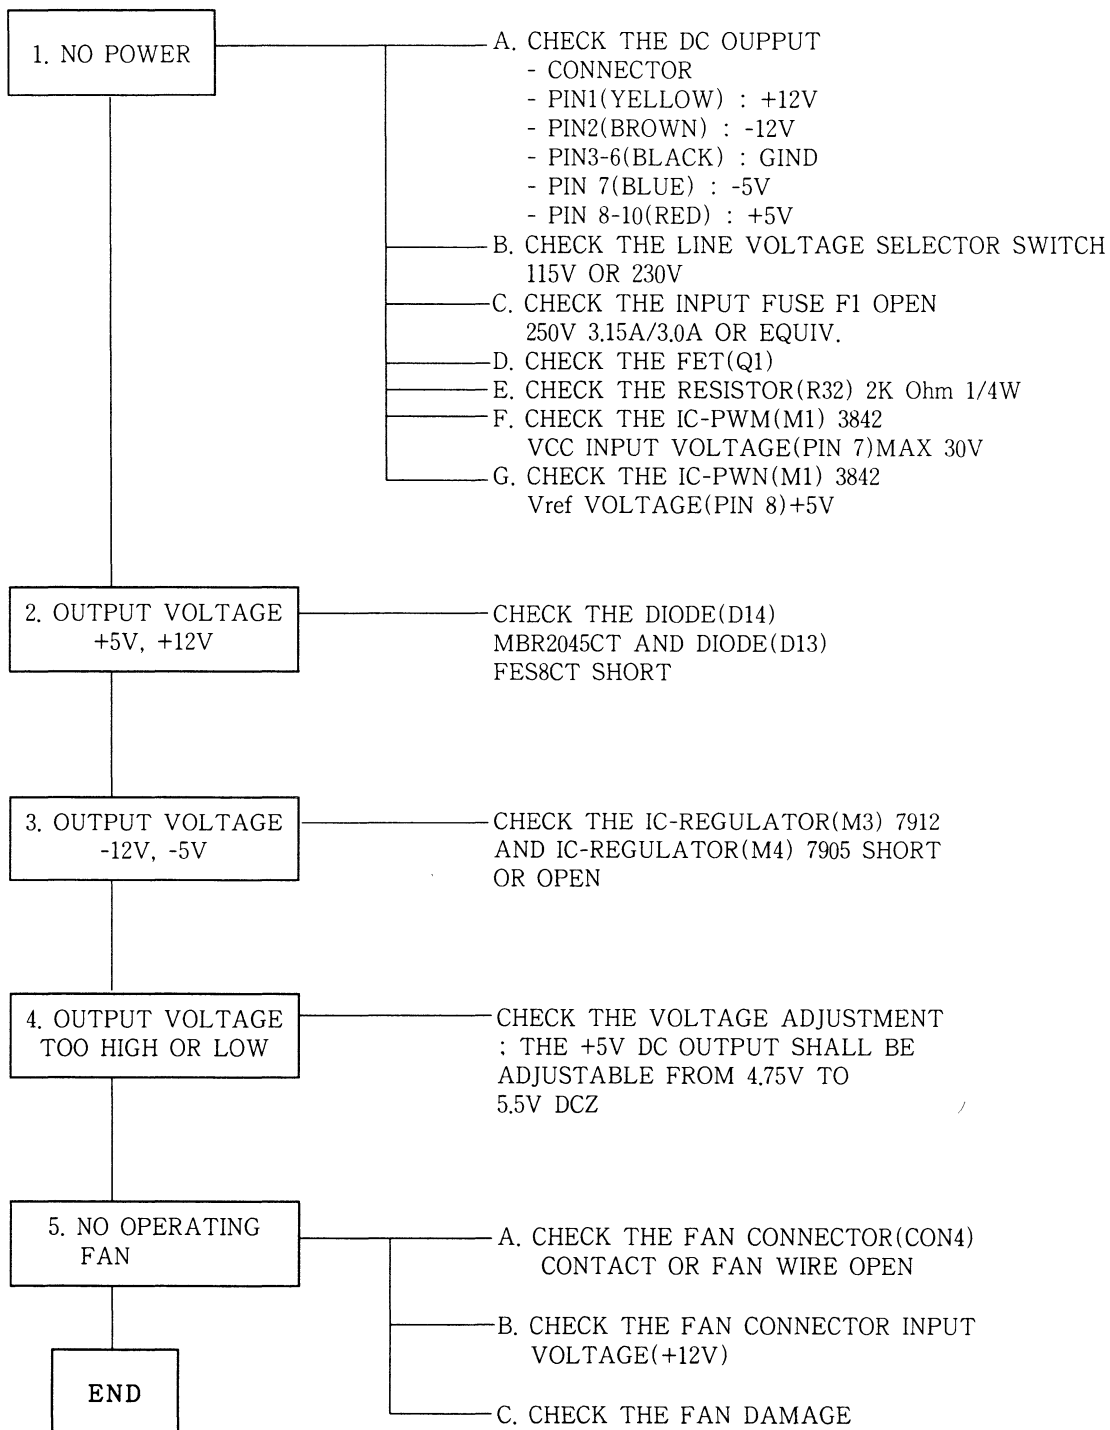 1. NO POWER
A. CHECK THE DC OUPPUT
- CONNECTOR
- PIN1(YELLOW) : +12V
- PIN2(BROWN) : -12V
- PIN3-6(BLACK) : GIND
- PIN 7(BLUE) : -5V
- PIN 8-10(RED) : +5V
B. CHECK THE LINE VOLTAGE SELECTOR SWITCH
115V OR 230V
C. CHECK THE INPUT FUSE F1 OPEN
250V 3.15A/3.0A OR EQUIV.
D. CHECK THE FET(Q1)
E. CHECK THE RESISTOR(R32) 2K Ohm 1/4W
F. CHECK THE IC-PWM(M1) 3842
VCC INPUT VOLTAGE(PIN 7)MAX 30V
G. CHECK THE IC-PWN(M1) 3842
Vref VOLTAGE(PIN 8)+5V
2. OUTPUT VOLTAGE
+5V, +12V
CHECK THE DIODE(D14)
MBR2045CT AND DIODE(D13)
FES8CT SHORT
3. OUTPUT VOLTAGE
-12V, -5V
CHECK THE IC-REGULATOR(M3) 7912
AND IC-REGULATOR(M4) 7905 SHORT
OR OPEN
4. OUTPUT VOLTAGE
TOO HIGH OR LOW
CHECK THE VOLTAGE ADJUSTMENT
: THE +5V DC OUTPUT SHALL BE
ADJUSTABLE FROM 4.75V TO
5.5V DCZ
5. NO OPERATING
FAN
A. CHECK THE FAN CONNECTOR(CON4)
CONTACT OR FAN WIRE OPEN
B. CHECK THE FAN CONNECTOR INPUT
VOLTAGE(+12V)
C. CHECK THE FAN DAMAGE
END